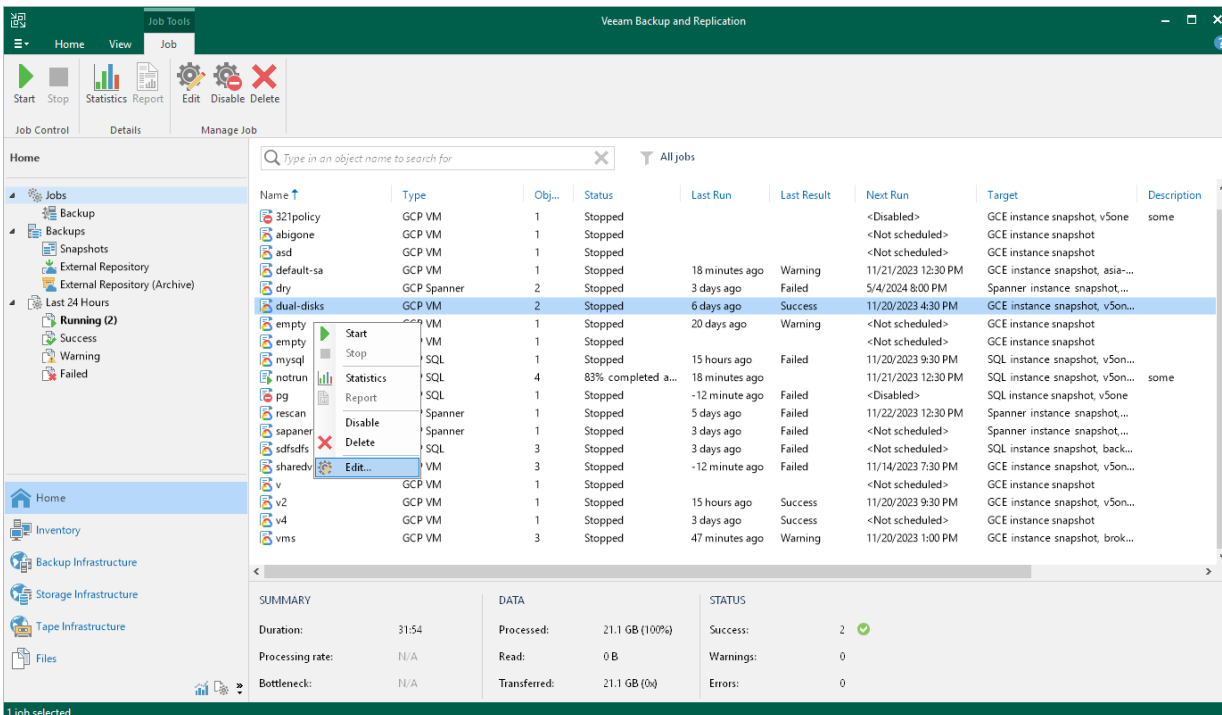 Job Tools
Veeam Backup and Replication
Home View Job
Start Stop Statistics Report Edit Disable Delete
Job Control Details Manage Job
Home
Type in an object name to search for
All jobs
Jobs
Backup
Backups
Snapshots
External Repository
External Repository (Archive)
Last 24 Hours
Running (2)
Success
Warning
Failed
Home
Inventory
Backup Infrastructure
Storage Infrastructure
Tape Infrastructure
Files
Name Type Obj... Status Last Run Last Result Next Run Target Description
321policy GCP VM 1 Stopped <Disabled> GCE instance snapshot, v5one some
abigone GCP VM 1 Stopped <Not scheduled> GCE instance snapshot
asd GCP VM 1 Stopped <Not scheduled> GCE instance snapshot
default-sa GCP VM 1 Stopped 18 minutes ago Warning 11/21/2023 12:30 PM GCE instance snapshot, asia-...
dry GCP Spanner 2 Stopped 3 days ago Failed 5/4/2024 8:00 PM Spanner instance snapshot,...
dual-disks GCP VM 2 Stopped 6 days ago Success 11/20/2023 4:30 PM GCE instance snapshot, v5on...
empty VM 1 Stopped 20 days ago Warning <Not scheduled> GCE instance snapshot
empty VM 1 Stopped <Not scheduled> GCE instance snapshot
mysql SQL 1 Stopped 15 hours ago Failed 11/20/2023 9:30 PM SQL instance snapshot, v5on...
notrun SQL 4 83% completed a... 18 minutes ago 11/21/2023 12:30 PM SQL instance snapshot, v5on... some
pg SQL 1 Stopped -12 minute ago Failed <Disabled> SQL instance snapshot, v5one
rescan Spanner 1 Stopped 5 days ago Failed 11/22/2023 12:30 PM Spanner instance snapshot,...
sapaner Spanner 1 Stopped 3 days ago Failed <Not scheduled> Spanner instance snapshot,...
sdfsdfs SQL 3 Stopped 3 days ago Failed <Not scheduled> SQL instance snapshot, back...
sharedv VM 3 Stopped -12 minute ago Failed 11/14/2023 7:30 PM GCE instance snapshot, v5on...
v GCP VM 1 Stopped <Not scheduled> GCE instance snapshot
v2 GCP VM 1 Stopped 15 hours ago Success 11/20/2023 9:30 PM GCE instance snapshot, v5on...
v4 GCP VM 1 Stopped 3 days ago Success <Not scheduled> GCE instance snapshot
vms GCP VM 3 Stopped 47 minutes ago Warning 11/20/2023 1:00 PM GCE instance snapshot, brok...
Start
Stop
Statistics
Report
Disable
Delete
Edit...
SUMMARY DATA STATUS
Duration: 31:54 Processed: 21.1 GB (100%) Success: 2
Processing rate: N/A Read: 0 B Warnings: 0
Bottleneck: N/A Transferred: 21.1 GB (0x) Errors: 0
1 job selected